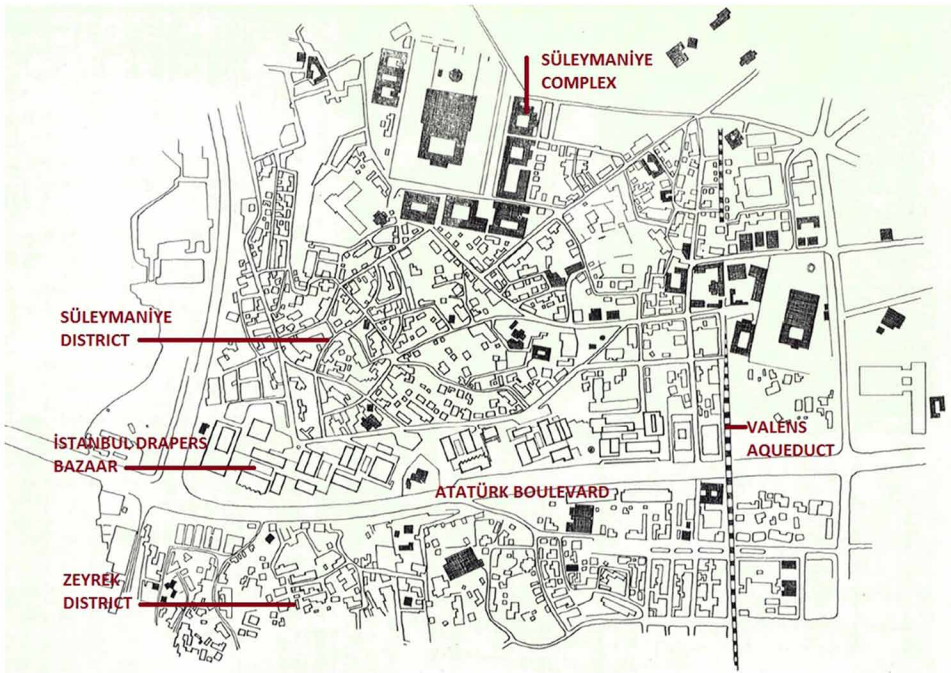 SÜLEYMANİYE
COMPLEX
SÜLEYMANİYE
DISTRICT
İSTANBUL DRAPERS
BAZAAR
VALENS
AQUEDUCT
ATATÜRK BOULEVARD
ZEYREK
DISTRICT